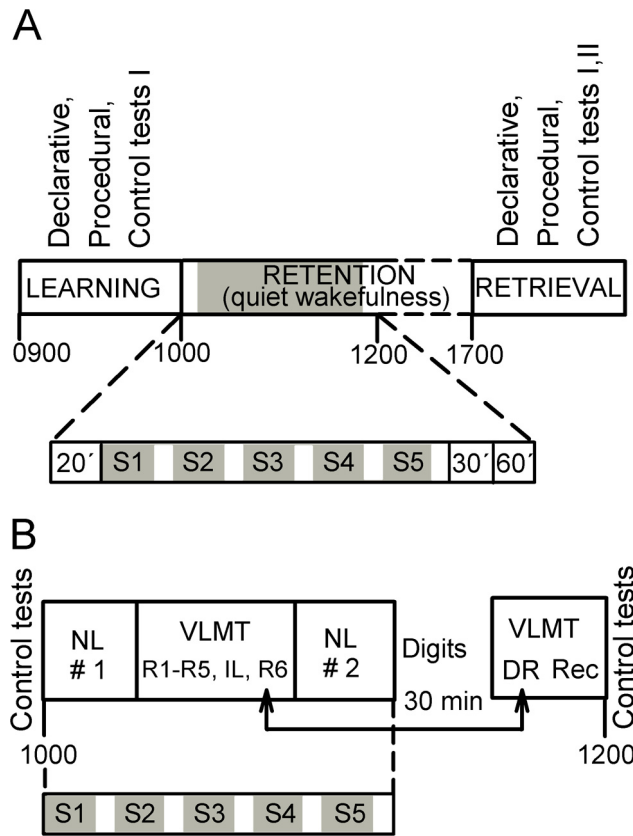 A
Declarative,
Procedural,
Control tests I
Declarative,
Procedural,
Control tests I,II
LEARNING
RETENTION
(quiet wakefulness)
RETRIEVAL
0900
1000
1200
1700
20´
S1
S2
S3
S4
S5
30´
60´
B
Control tests
NL
# 1
VLMT
R1-R5, IL, R6
NL
# 2
Digits
30 min
VLMT
DR Rec
Control tests
1000
1200
S1
S2
S3
S4
S5